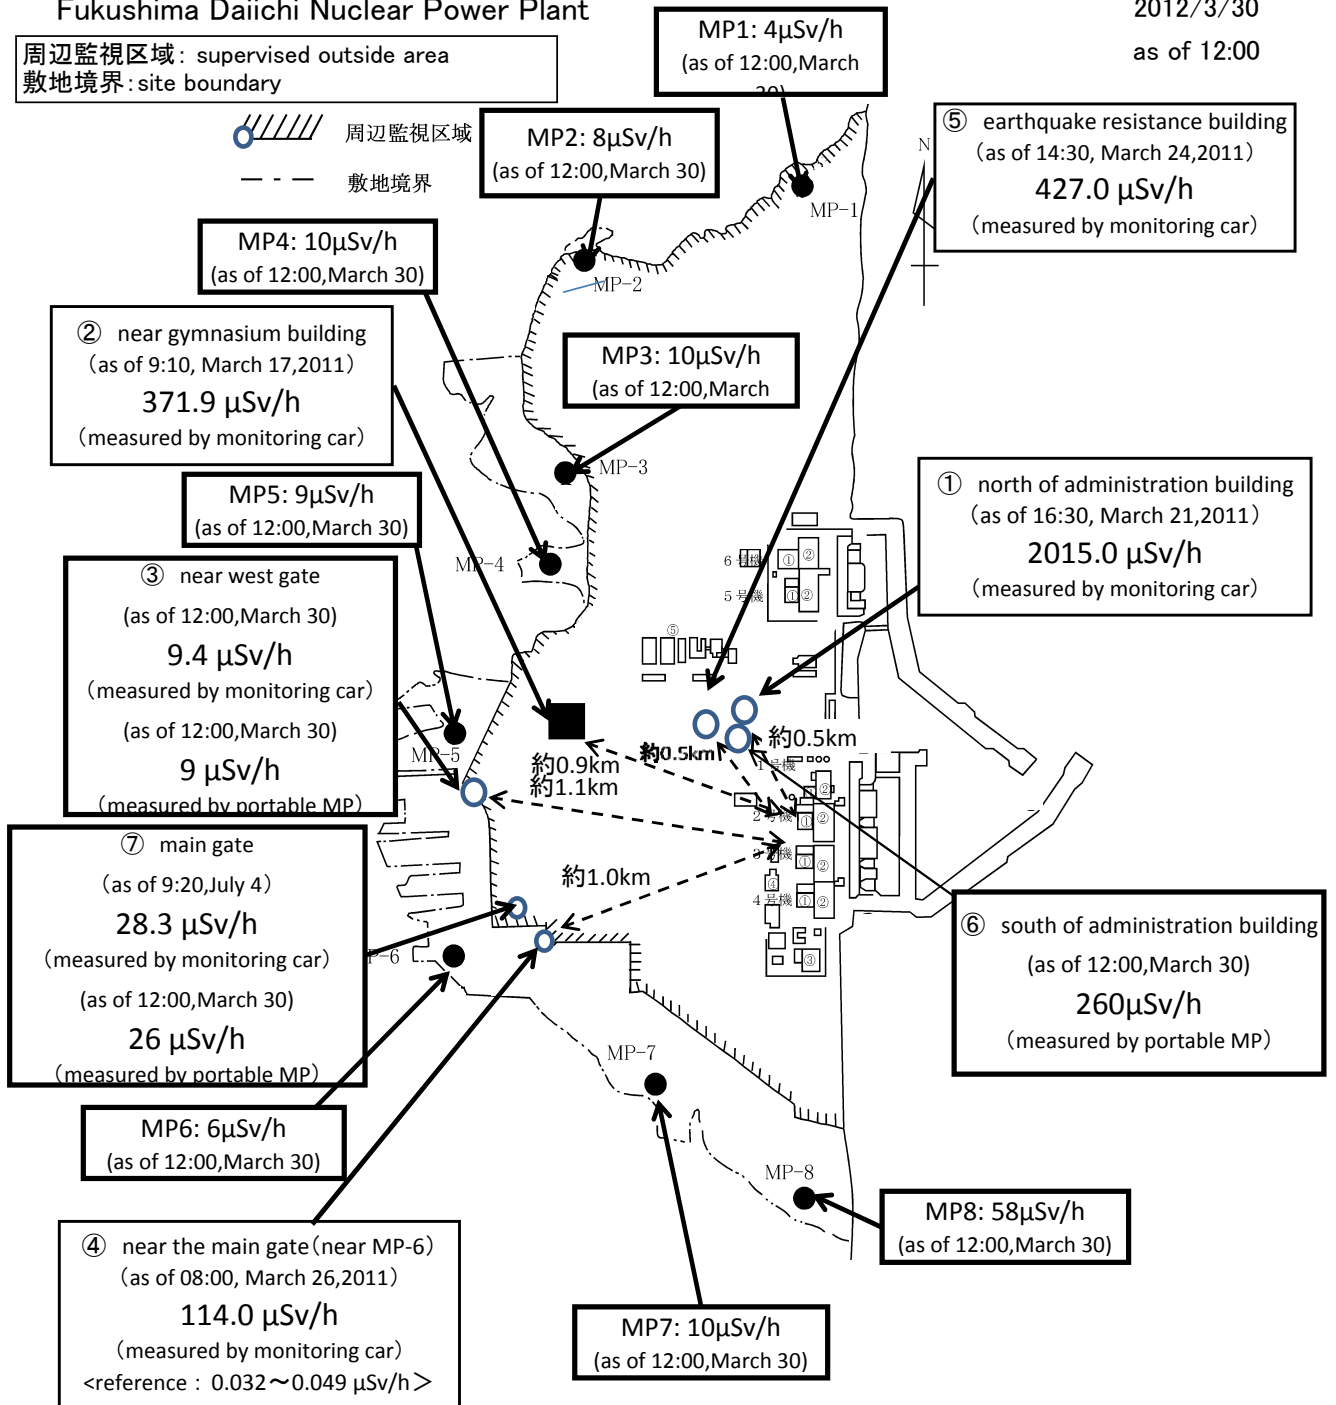 Fukushima Daiichi Nuclear Power Plant
2012/3/30
as of 12:00
周辺監視区域: supervised outside area
敷地境界:site boundary
周辺監視区域
敷地境界
MP1: 4μSv/h
(as of 12:00,March
30)
MP2: 8μSv/h
(as of 12:00,March 30)
⑤ earthquake resistance building
(as of 14:30, March 24,2011)
427.0 μSv/h
(measured by monitoring car)
N
MP-1
MP4: 10μSv/h
(as of 12:00,March 30)
MP-2
② near gymnasium building
(as of 9:10, March 17,2011)
371.9 μSv/h
(measured by monitoring car)
MP3: 10μSv/h
(as of 12:00,March
MP-3
MP5: 9μSv/h
(as of 12:00,March 30)
① north of administration building
(as of 16:30, March 21,2011)
2015.0 μSv/h
(measured by monitoring car)
MP-4
③ near west gate
(as of 12:00,March 30)
9.4 μSv/h
(measured by monitoring car)
(as of 12:00,March 30)
9 μSv/h
(measured by portable MP)
6号機
① ②
5号機
① ②
⑤
MP-5
約0.9km
約1.1km
約0.5km
約0.5km
1号機
②
2号機
① ②
3号機
① ②
④
4号機
① ②
③
約1.0km
⑦ main gate
(as of 9:20,July 4)
28.3 μSv/h
(measured by monitoring car)
(as of 12:00,March 30)
26 μSv/h
(measured by portable MP)
P-6
⑥ south of administration building
(as of 12:00,March 30)
260μSv/h
(measured by portable MP)
MP-7
MP6: 6μSv/h
(as of 12:00,March 30)
MP-8
MP8: 58μSv/h
(as of 12:00,March 30)
④ near the main gate(near MP-6)
(as of 08:00, March 26,2011)
114.0 μSv/h
(measured by monitoring car)
<reference : 0.032~0.049 μSv/h>
MP7: 10μSv/h
(as of 12:00,March 30)